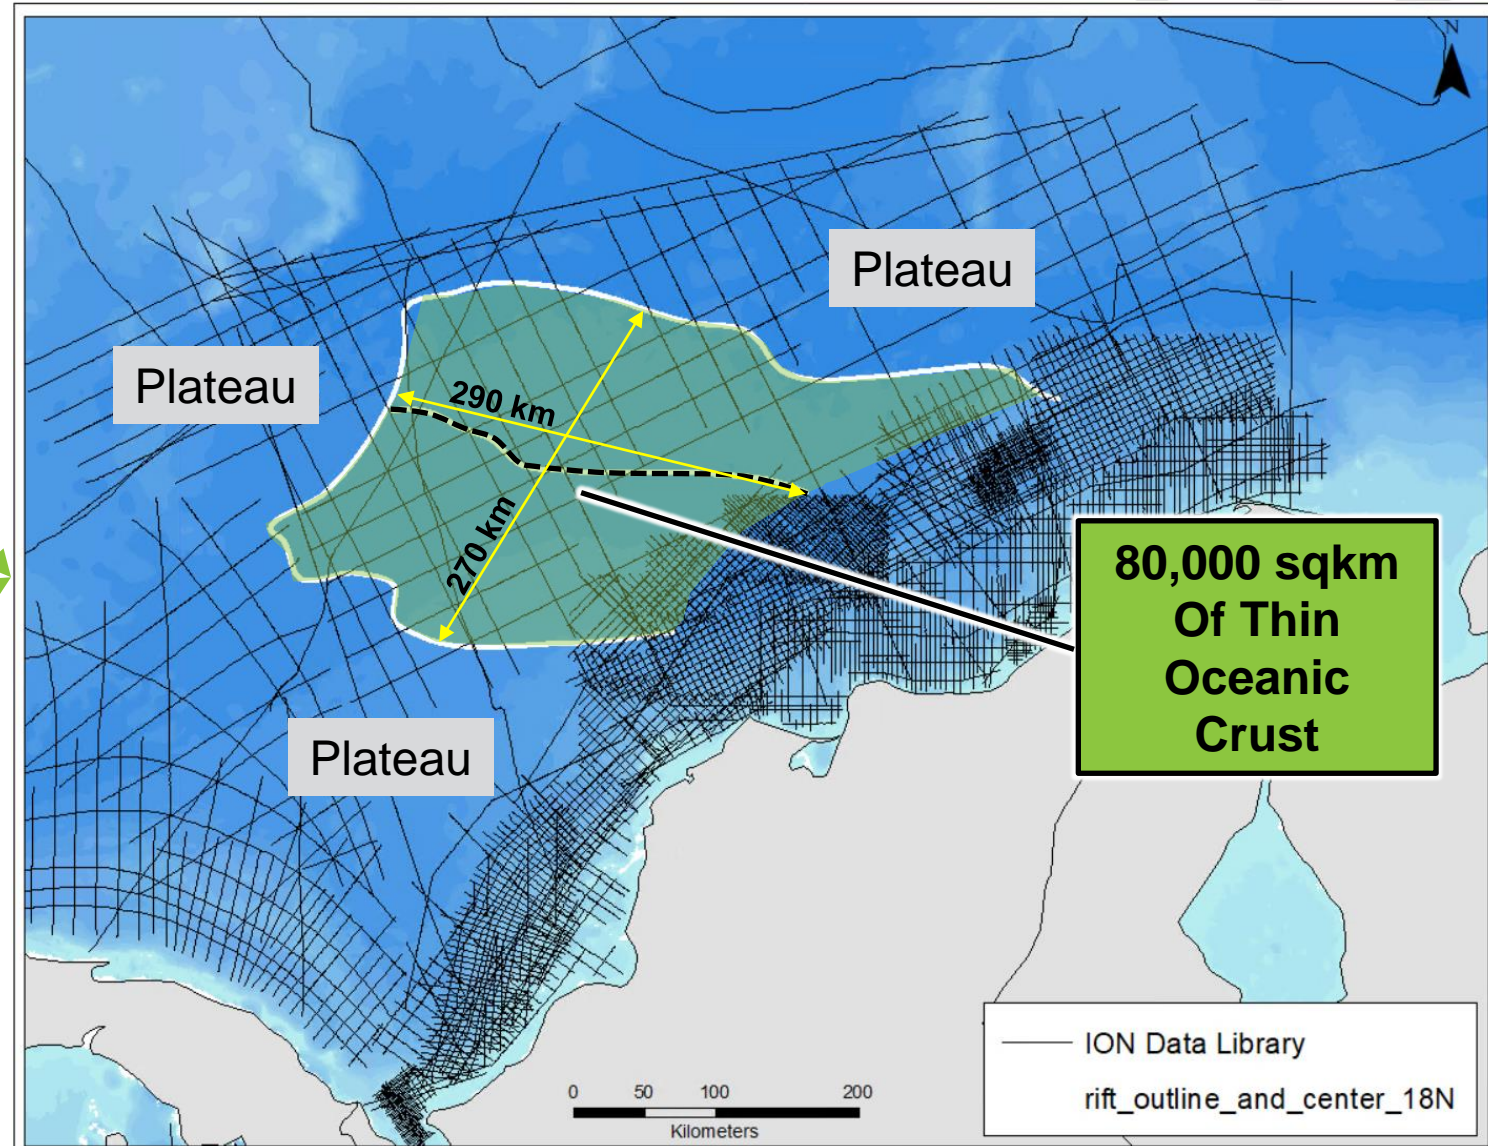 N
Plateau
Plateau
290 km
270 km
80,000 sqkm
Of Thin
Oceanic
Crust
Plateau
ION Data Library
rift_outline_and_center_18N
0 50 100 200
Kilometers